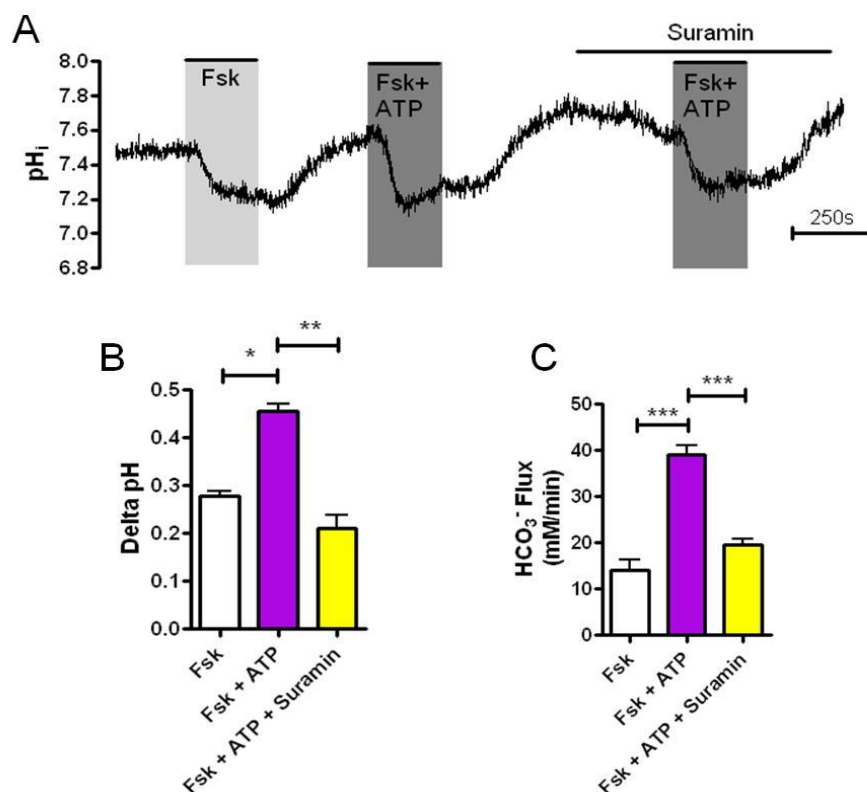 A
Suramin
Fsk
Fsk+
ATP
Fsk+
ATP
8.0
7.8
7.6
7.4
7.2
7.0
6.8
pHi
250s
B
*
**
0.5
0.4
0.3
0.2
0.1
0.0
Delta pH
Fsk
Fsk + ATP
Fsk + ATP + Suramin
C
***
***
50
40
30
20
10
0
HCO3- Flux
(mM/min)
Fsk
Fsk + ATP
Fsk + ATP + Suramin